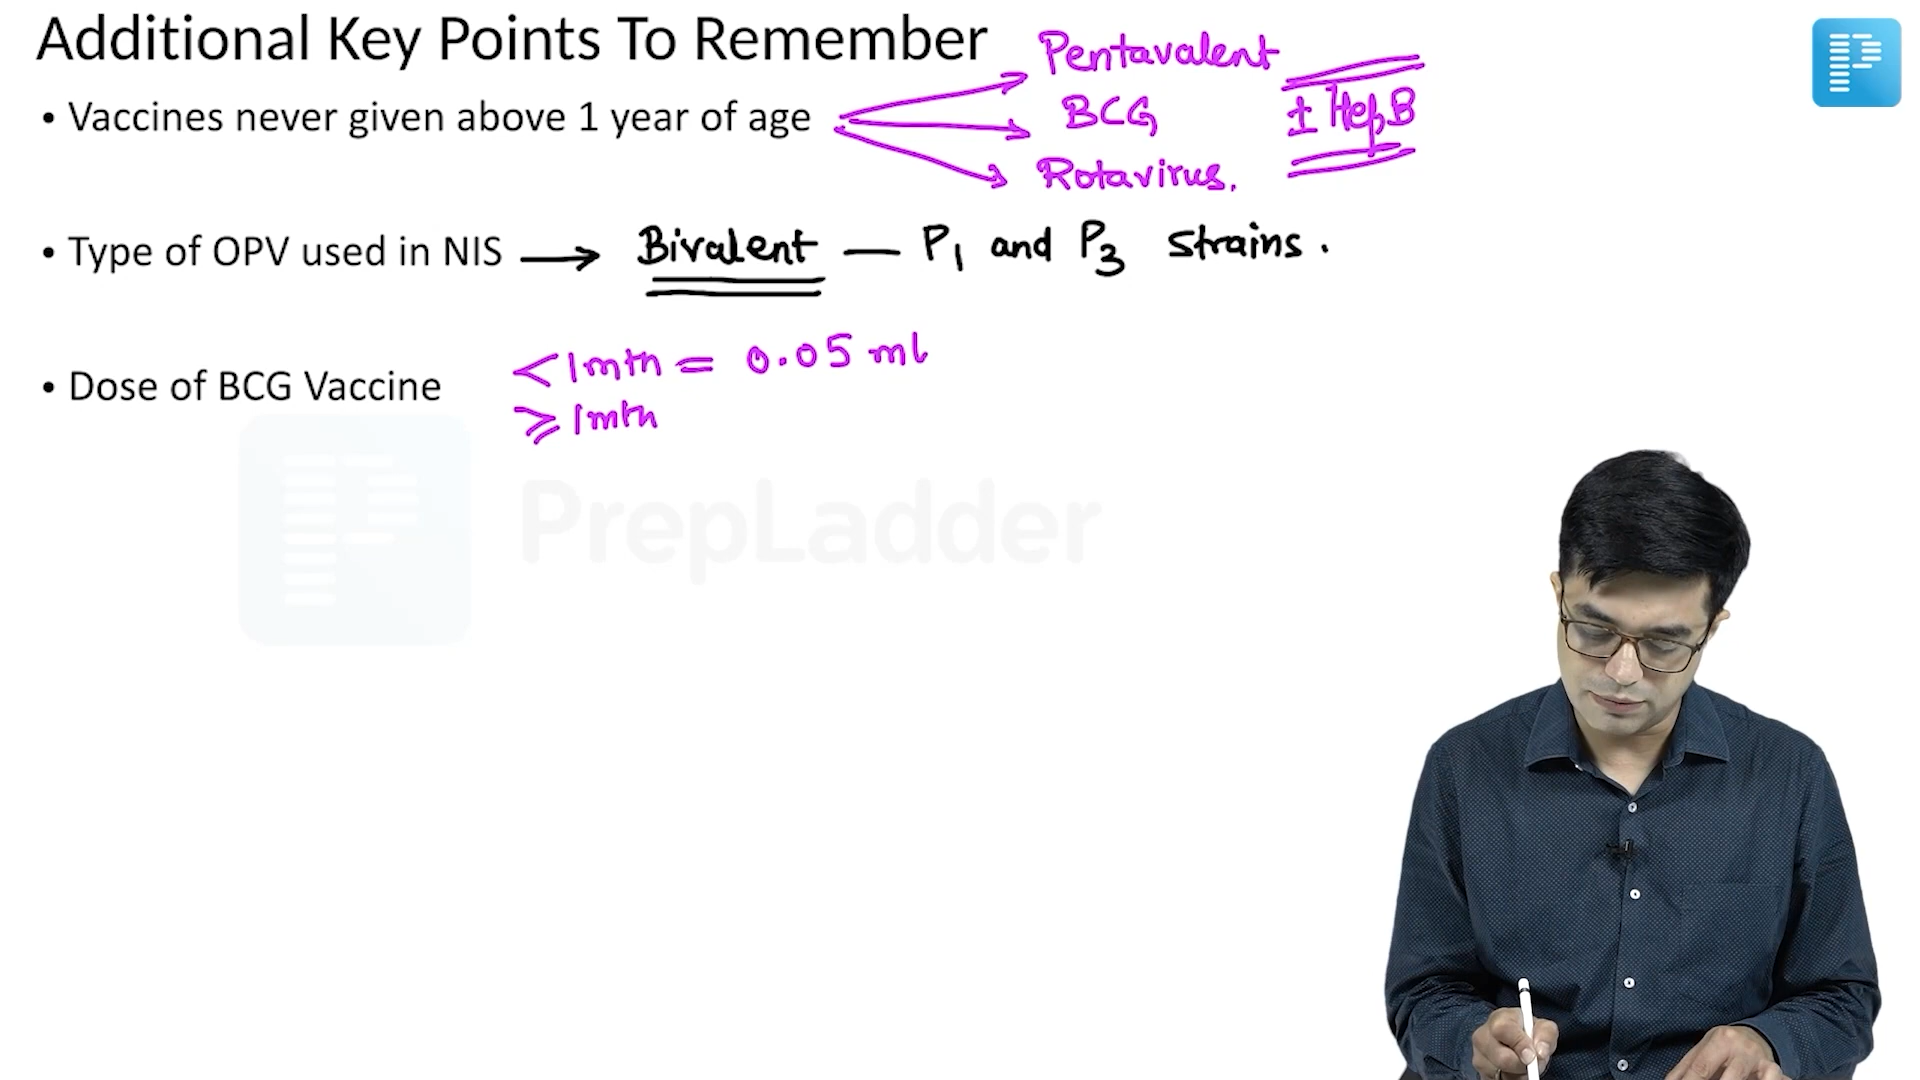 Additional Key Points To Remember
Pentavalent
• Vaccines never given above 1 year of age
BCG
± Hep B
Rotavirus.
• Type of OPV used in NIS → Bivalent — P1 and P3 strains.
• Dose of BCG Vaccine
< 1mth = 0.05 ml
≥ 1mth
PrepLadder